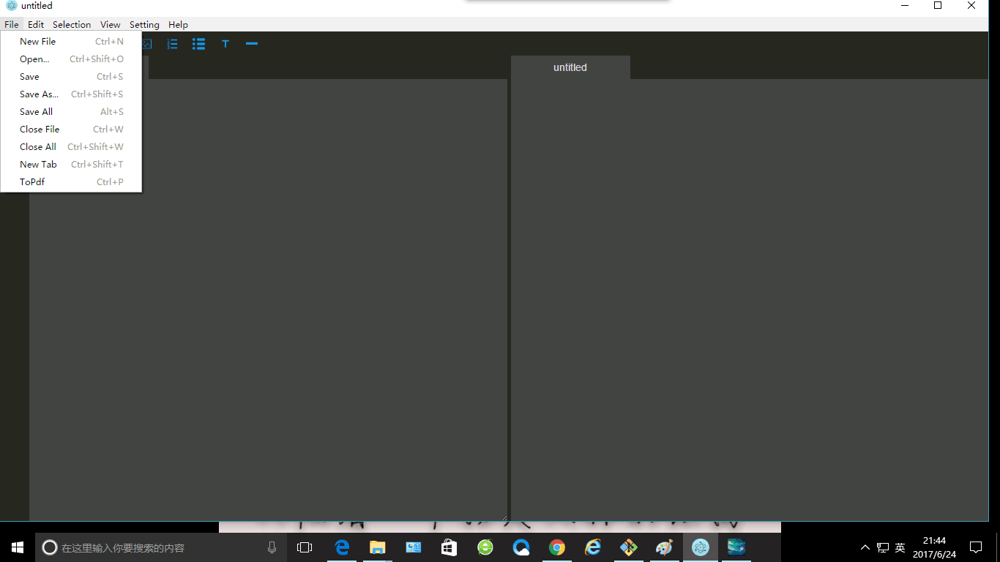 untitled
File Edit Selection View Setting Help
New File Ctrl+N
Open... Ctrl+Shift+O
Save Ctrl+S
Save As... Ctrl+Shift+S
Save All Alt+S
Close File Ctrl+W
Close All Ctrl+Shift+W
New Tab Ctrl+Shift+T
ToPdf Ctrl+P
T
untitled
在这里输入你要搜索的内容
英
21:44
2017/6/24